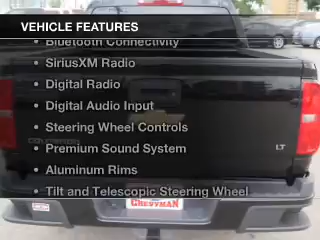 VEHICLE FEATURES
• Bluetooth Connectivity
• SiriusXM Radio
• Digital Radio
• Digital Audio Input
• Steering Wheel Controls
• Premium Sound System
LT
• Aluminum Rims
• Tilt and Telescopic Steering Wheel
CHEVYMAN